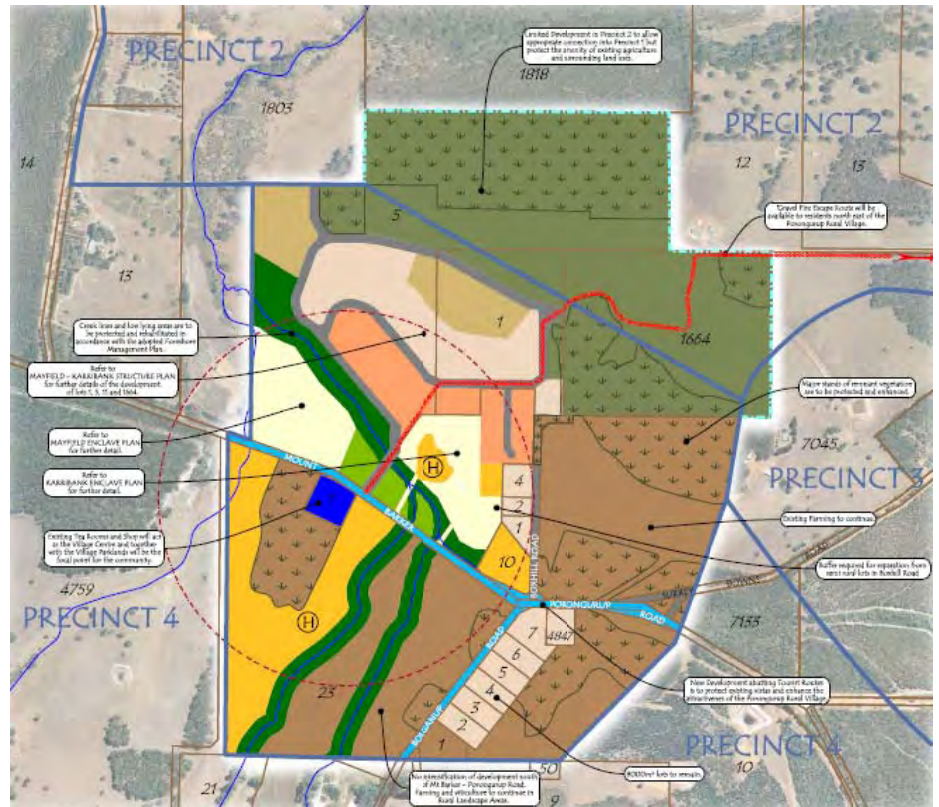 PRECINCT 2
Limited Development in Precinct 2 to allow
appropriate connection into Precinct 1 but
protect the amenity of existing agriculture
and surrounding land uses.
1818
1803
PRECINCT 2
14
12
13
5
Gravel Fire Escape Route will be
available to residents north east of the
Porongurup Rural Village.
13
Creek lines and low lying areas are to
be protected and rehabilitated in
accordance with the adopted Foreshore
Management Plan.
1
1664
Refer to
MAYFIELD - KARRIBANK STRUCTURE PLAN
for further details of the development
of lots 1, 5, 11 and 1664.
Major stands of remnant vegetation
are to be protected and enhanced.
Refer to
MAYFIELD ENCLAVE PLAN
for further detail.
7045
PRECINCT 3
MOUNT
H
Refer to
KARRIBANK ENCLAVE PLAN
for further detail.
4
2
1
BARKER
Existing Farming to continue.
Existing Tea Rooms and Shop will act
as the Village Centre and together
with the Village Parklands will be the
focal point for the community.
10
BOXHILL ROAD
Buffer required for separation from
semi rural lots in Boxhill Road
SURREY DOWNS ROAD
4759
PRECINCT 4
H
PORONGURUP
ROAD
7133
ROAD
7
4847
6
5
4
3
2
1
BOLGANUP
23
New Development abutting Tourist Routes
is to protect existing vistas and enhance the
attractiveness of the Porongurup Rural Village
PRECINCT 4
No intensification of development south
of Mt Barker - Porongurup Road.
Farming and viticulture to continue in
Rural Landscape Areas.
8000m² lots to remain.
21
50
9
10